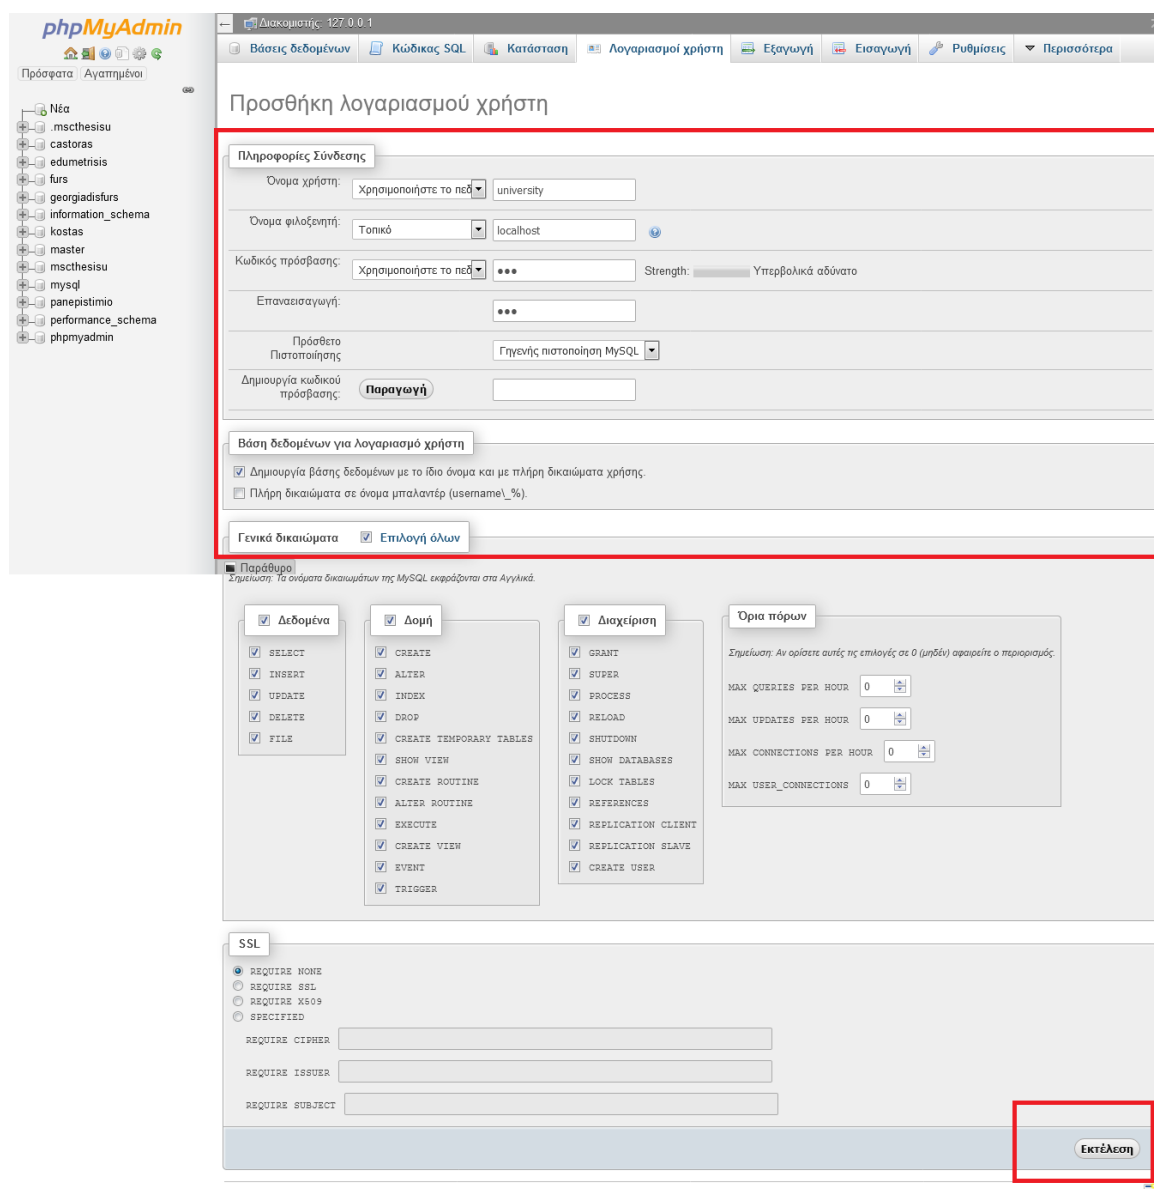 phpMyAdmin
Πρόσφατα Αγαπημένοι
Νέα
.mscthesisu
castoras
edumetrisis
furs
georgiadisfurs
information_schema
kostas
master
mscthesisu
mysql
panepistimio
performance_schema
phpmyadmin
Διακομιστής: 127.0.0.1
Βάσεις δεδομένων Κώδικας SQL Κατάσταση Λογαριασμοί χρήστη Εξαγωγή Εισαγωγή Ρυθμίσεις Περισσότερα
Προσθήκη λογαριασμού χρήστη
Πληροφορίες Σύνδεσης
Όνομα χρήστη: Χρησιμοποιήστε το πεδ university
Όνομα φιλοξενητή: Τοπικό localhost
Κωδικός πρόσβασης: Χρησιμοποιήστε το πεδ ●●● Strength: Υπερβολικά αδύνατο
Επαναεισαγωγή: ●●●
Πρόσθετο
Πιστοποιίησης Γηγενής πιστοποίηση MySQL
Δημιουργία κωδικού
πρόσβασης: Παραγωγή
Βάση δεδομένων για λογαριασμό χρήστη
Δημιουργία βάσης δεδομένων με το ίδιο όνομα και με πλήρη δικαιώματα χρήσης.
Πλήρη δικαιώματα σε όνομα μπαλαντέρ (username\_%).
Γενικά δικαιώματα Επιλογή όλων
Παράθυρο
Σημείωση: Τα ονόματα δικαιωμάτων της MySQL εκφράζονται στα Αγγλικά.
Δεδομένα
SELECT
INSERT
UPDATE
DELETE
FILE
Δομή
CREATE
ALTER
INDEX
DROP
CREATE TEMPORARY TABLES
SHOW VIEW
CREATE ROUTINE
ALTER ROUTINE
EXECUTE
CREATE VIEW
EVENT
TRIGGER
Διαχείριση
GRANT
SUPER
PROCESS
RELOAD
SHUTDOWN
SHOW DATABASES
LOCK TABLES
REFERENCES
REPLICATION CLIENT
REPLICATION SLAVE
CREATE USER
Όρια πόρων
Σημείωση: Αν ορίσετε αυτές τις επιλογές σε 0 (μηδέν) αφαιρείτε ο περιορισμός.
MAX QUERIES PER HOUR 0
MAX UPDATES PER HOUR 0
MAX CONNECTIONS PER HOUR 0
MAX USER_CONNECTIONS 0
SSL
REQUIRE NONE
REQUIRE SSL
REQUIRE X509
SPECIFIED
REQUIRE CIPHER
REQUIRE ISSUER
REQUIRE SUBJECT
Εκτέλεση